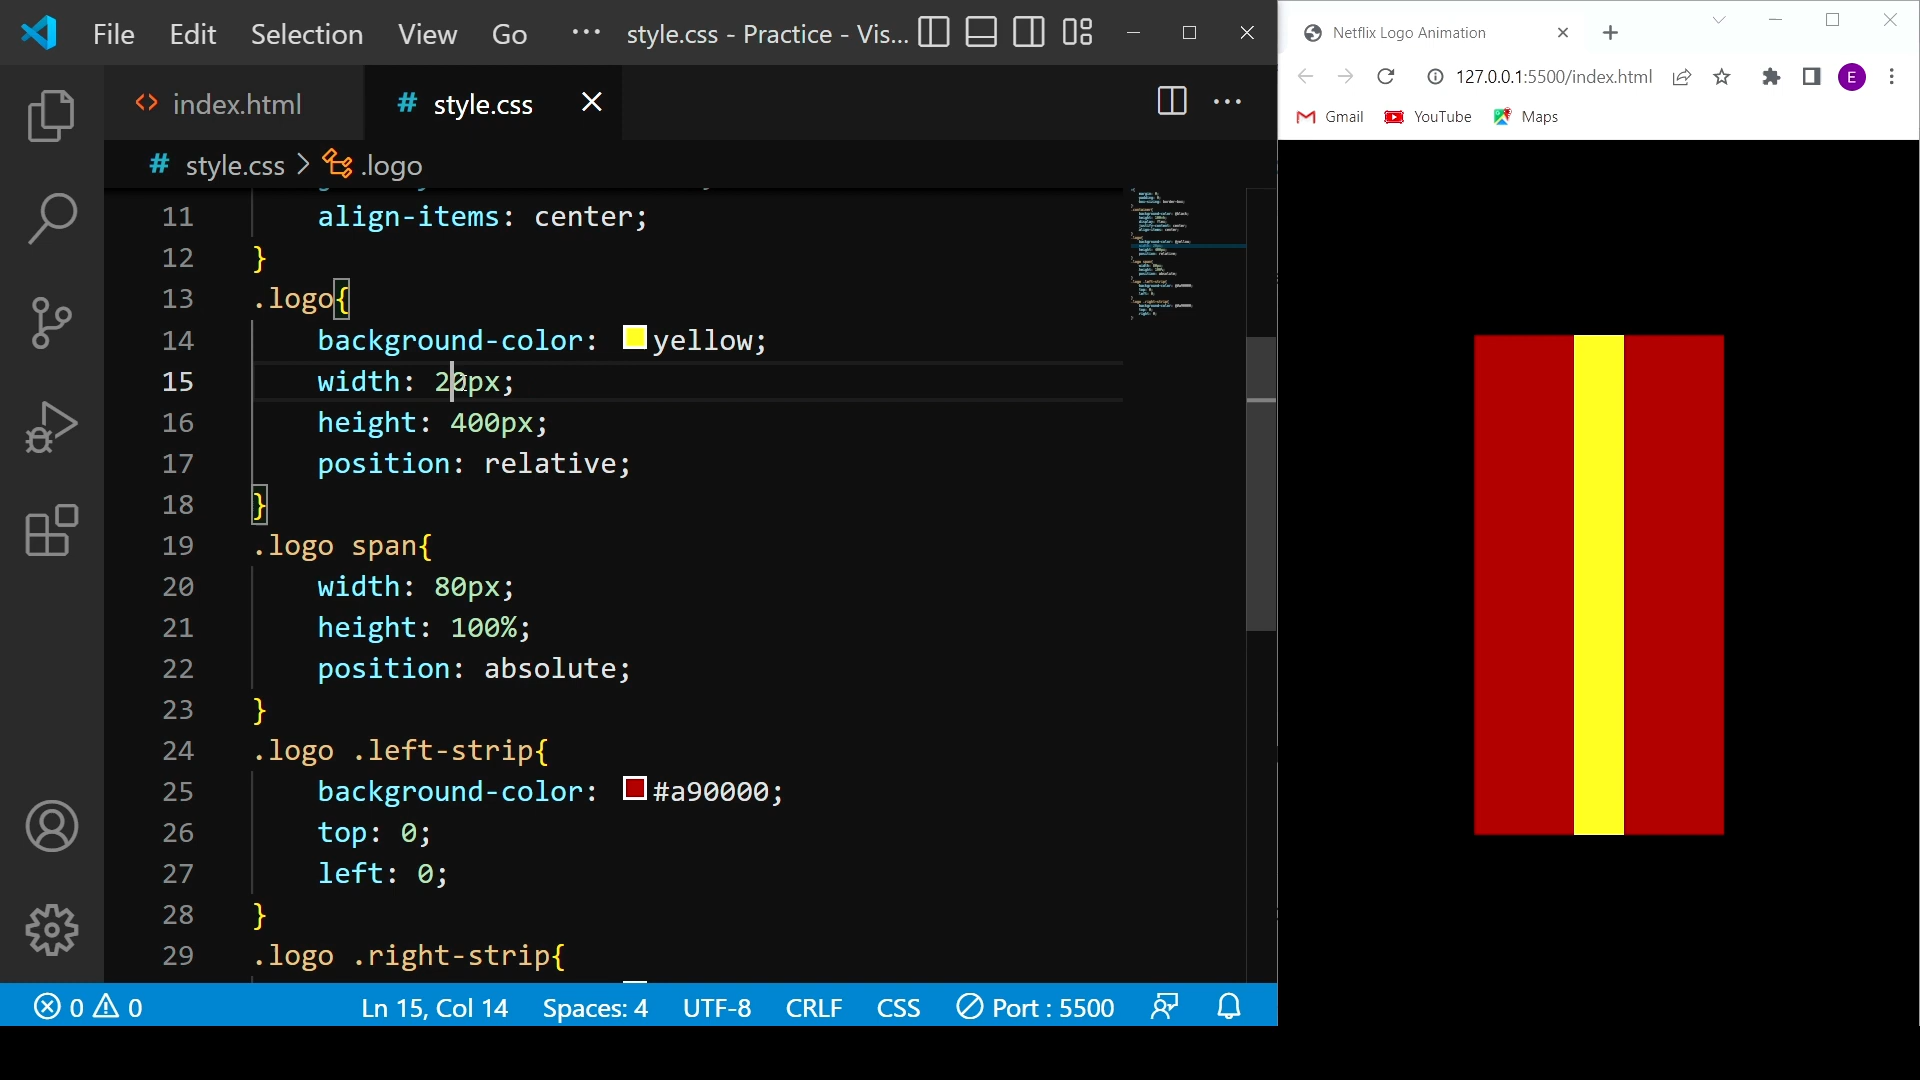 File Edit Selection View Go ··· style.css - Practice - Vis...
index.html
# style.css
# style.css > .logo
11 align-items: center;
12 }
13 .logo{
14 background-color: yellow;
15 width: 20px;
16 height: 400px;
17 position: relative;
18 }
19 .logo span{
20 width: 80px;
21 height: 100%;
22 position: absolute;
23 }
24 .logo .left-strip{
25 background-color: #a90000;
26 top: 0;
27 left: 0;
28 }
29 .logo .right-strip{
0 0 Ln 15, Col 14 Spaces: 4 UTF-8 CRLF CSS Port : 5500
Netflix Logo Animation
127.0.0.1:5500/index.html E
Gmail YouTube Maps